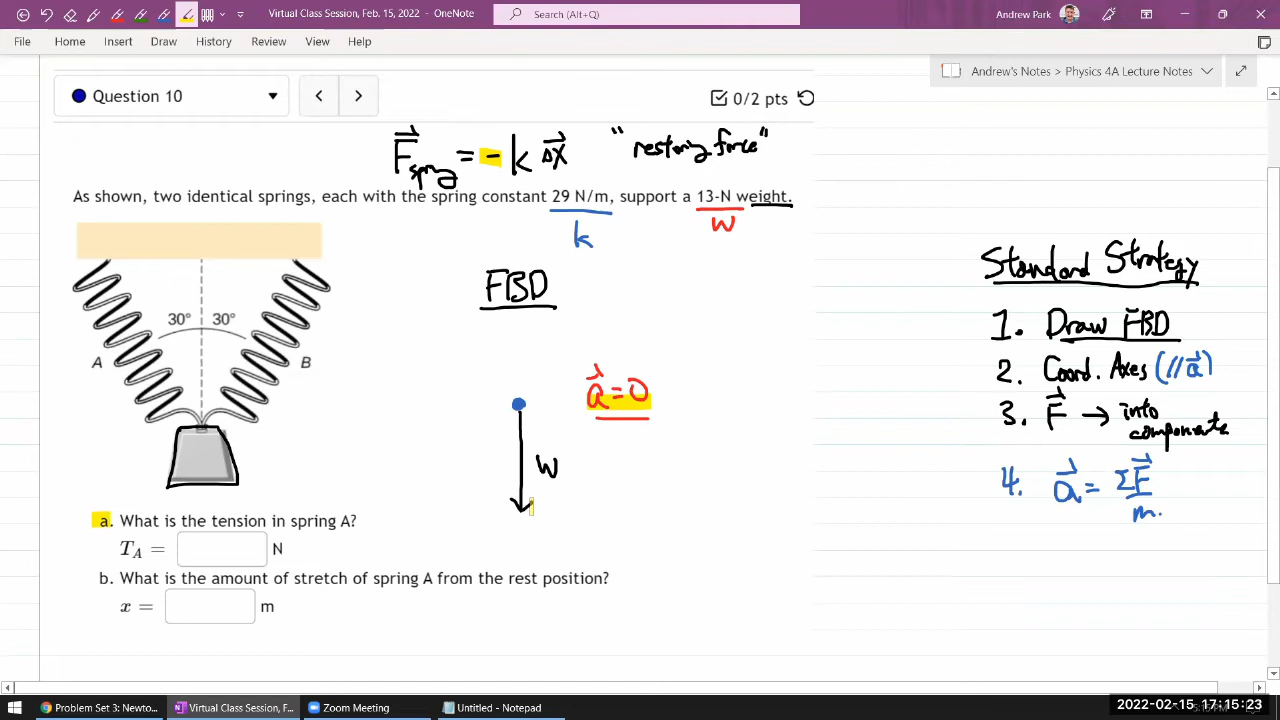 Virtual Class Session, Feb. 15, 2022 - OneNote
Search (Alt+Q)
Andrew Park
File Home Insert Draw History Review View Help
Andrew's Notes > Physics 4A Lecture Notes
Question 10
0/2 pts
F spring = - k Δx "restoring force"
As shown, two identical springs, each with the spring constant 29 N/m, support a 13-N weight.
k
W
FBD
30° 30°
A
B
a = 0
W
Standard Strategy
1. Draw FBD
2. Coord. Axes (// a)
3. F → into components
4. a = ΣF
m
a. What is the tension in spring A?
T_A = N
b. What is the amount of stretch of spring A from the rest position?
x = m
Problem Set 3: Newto...
Virtual Class Session, F...
Zoom Meeting
Untitled - Notepad
2022-02-15 17:15:23